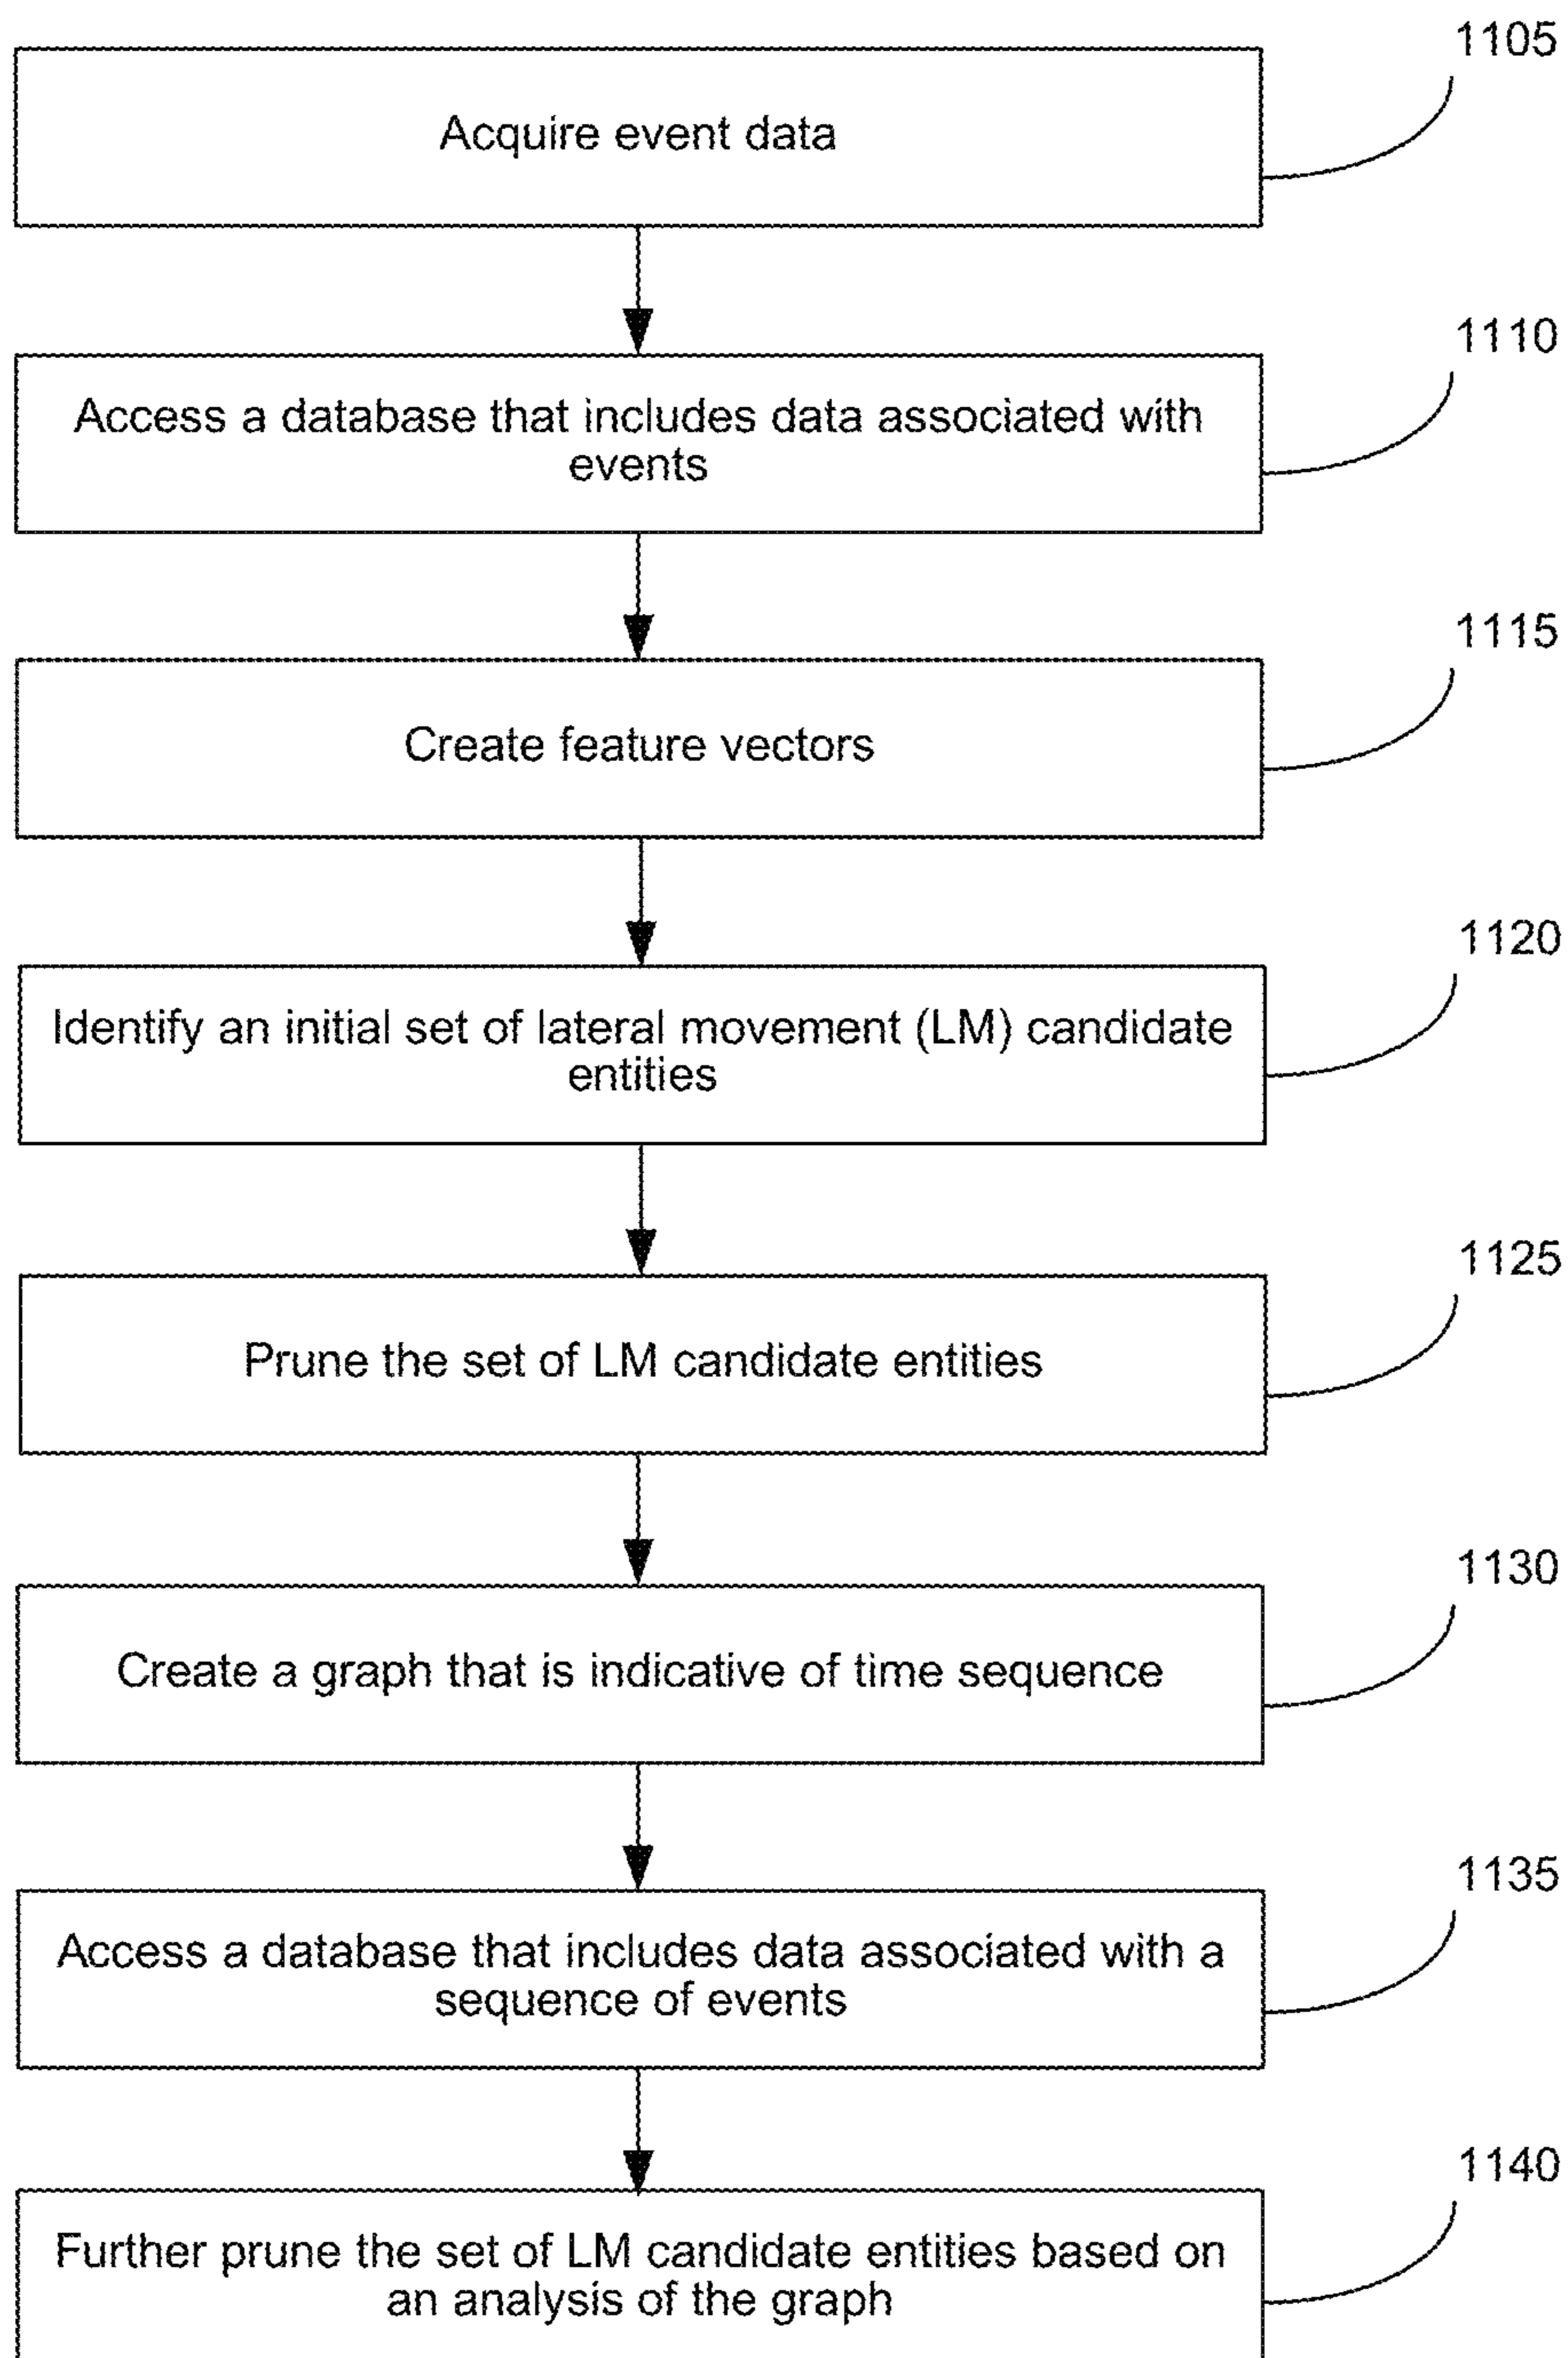 1105
Acquire event data
1110
Access a database that includes data associated with
events
1115
Create feature vectors
1120
Identify an initial set of lateral movement (LM) candidate
entities
1125
Prune the set of LM candidate entities
1130
Create a graph that is indicative of time sequence
1135
Access a database that includes data associated with a
sequence of events
1140
Further prune the set of LM candidate entities based on
an analysis of the graph